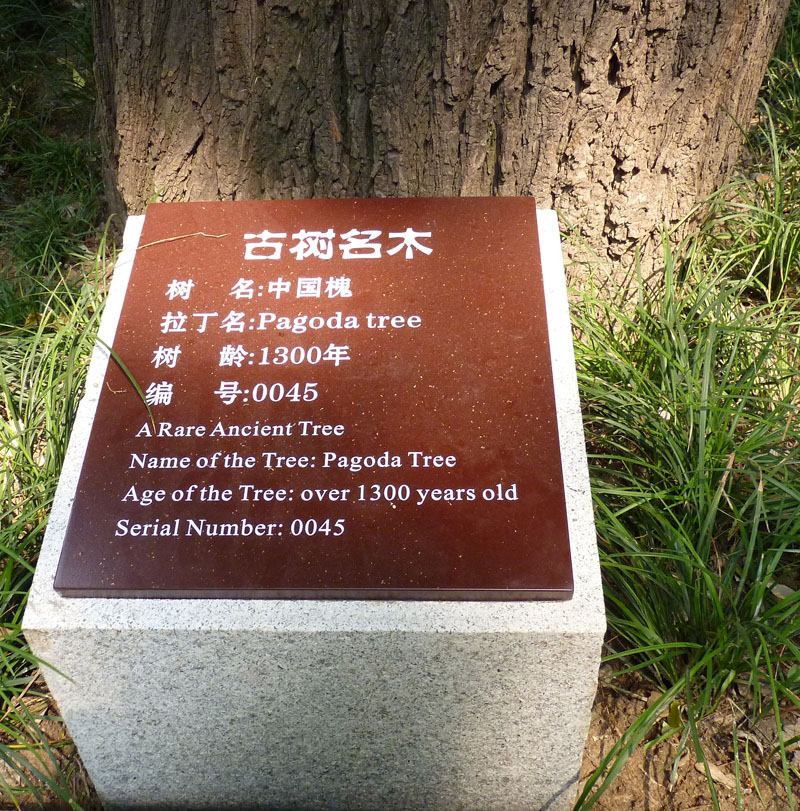 古树名木
树 名:中国槐
拉丁名:Pagoda tree
树 龄:1300年
编 号:0045
A Rare Ancient Tree
Name of the Tree: Pagoda Tree
Age of the Tree: over 1300 years old
Serial Number: 0045